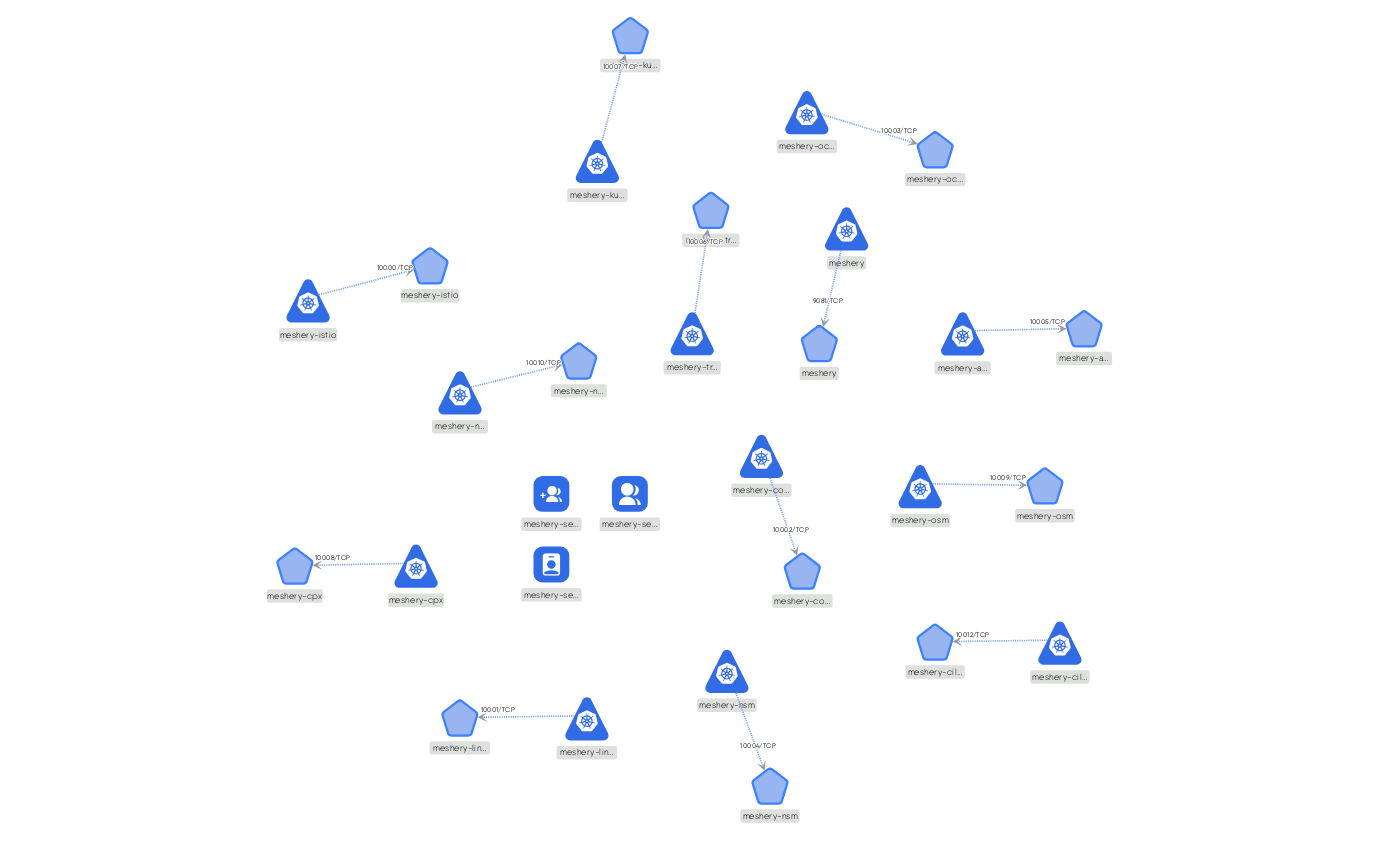 10007/TCP-ku...
meshery-ku...
meshery-oc...
10003/TCP
meshery-oc...
10006/TCP tr...
meshery-tr...
meshery
9081/TCP
meshery
10000/TCP
meshery-istio
meshery-istio
10005/TCP
meshery-a...
meshery-a...
10010/TCP
meshery-n...
meshery-n...
meshery-co...
10002/TCP
meshery-co...
10009/TCP
meshery-osm
meshery-osm
meshery-se...
meshery-se...
meshery-se...
10008/TCP
meshery-cpx
meshery-cpx
10012/TCP
meshery-cil...
meshery-cil...
meshery-nsm
10004/TCP
meshery-nsm
10001/TCP
meshery-lin...
meshery-lin...